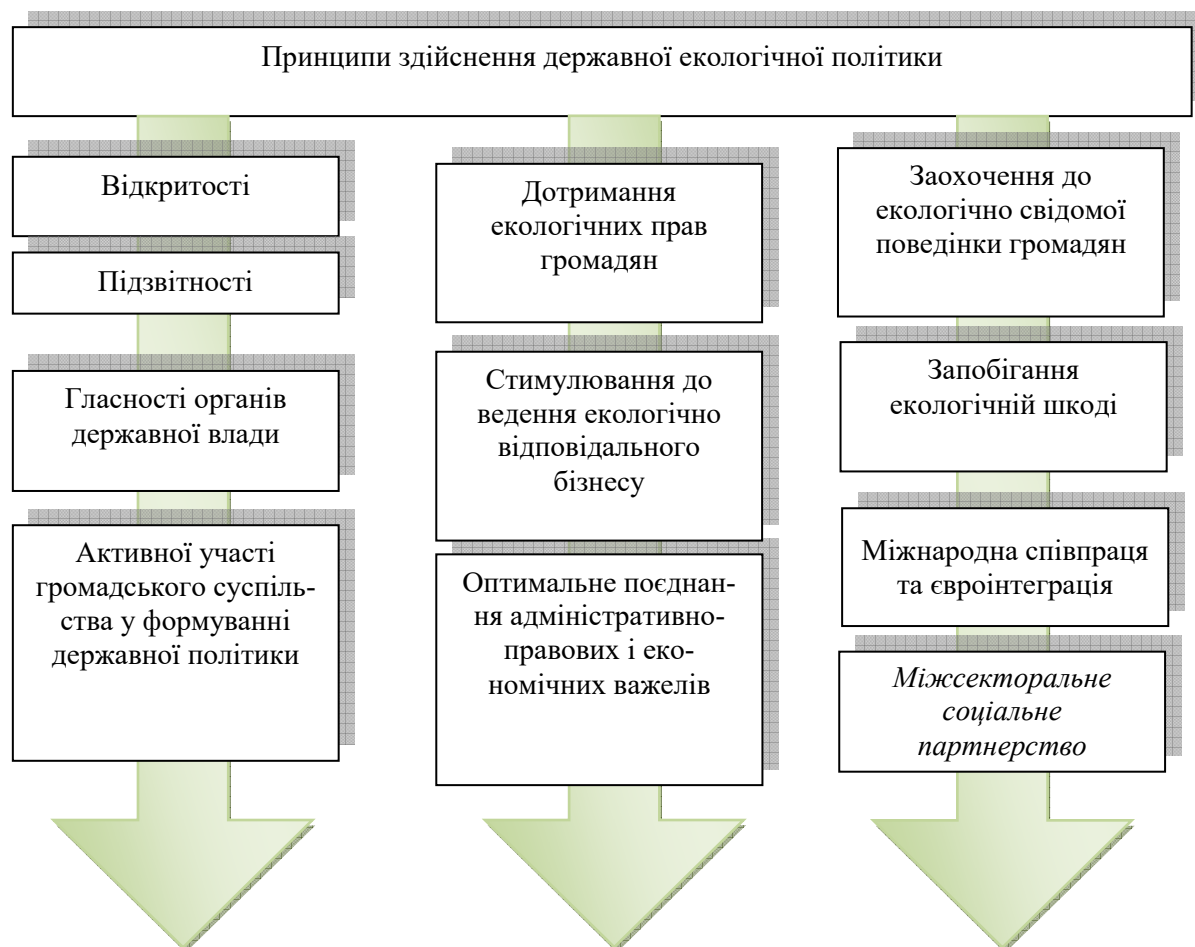 Принципи здійснення державної екологічної політики
Відкритості
Підзвітності
Гласності органів
державної влади
Активної участі
громадського суспіль-
ства у формуванні
державної політики
Дотримання
екологічних прав
громадян
Стимулювання до
ведення екологічно
відповідального
бізнесу
Оптимальне поєднан-
ня адміністративно-
правових і еко-
номічних важелів
Заохочення до
екологічно свідомої
поведінки громадян
Запобігання
екологічній шкоді
Міжнародна співпраця
та євроінтеграція
Міжсекторальне
соціальне
партнерство